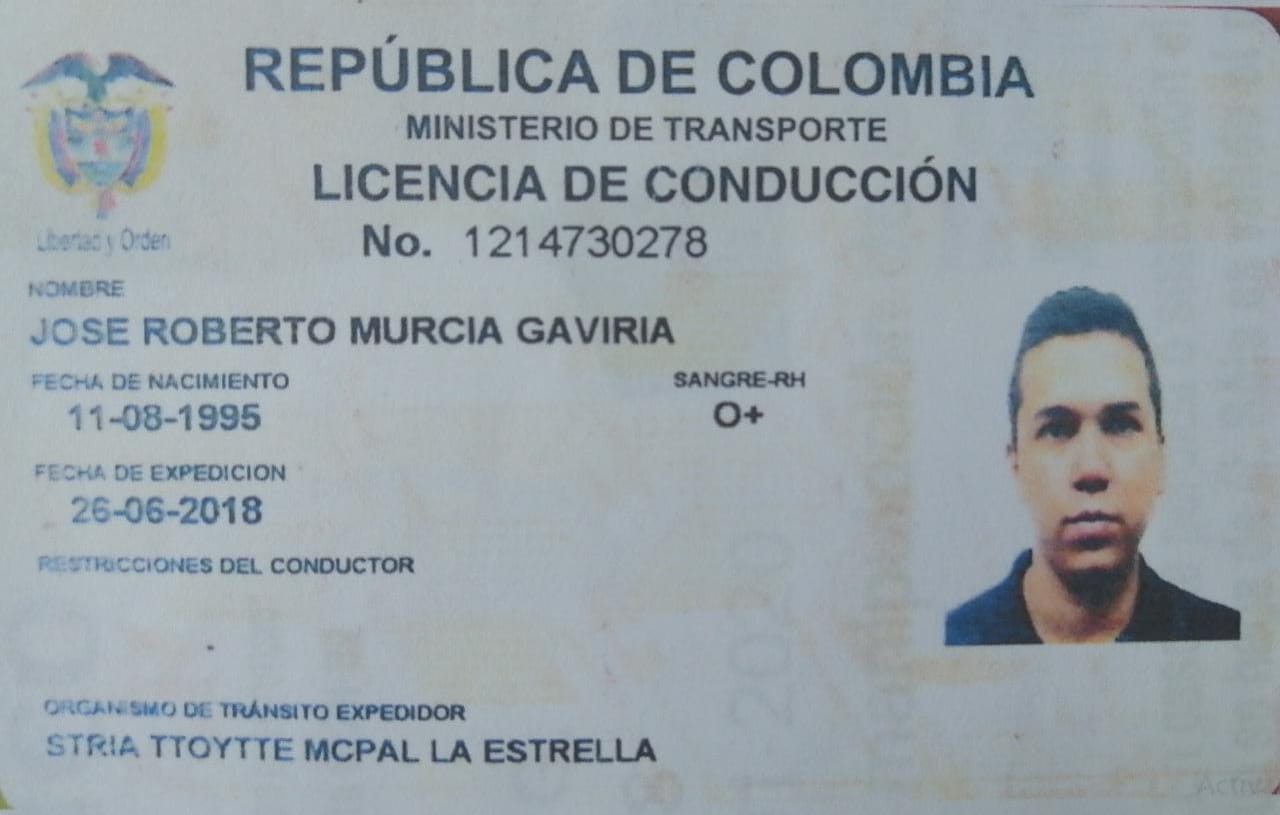 REPÚBLICA DE COLOMBIA
MINISTERIO DE TRANSPORTE
LICENCIA DE CONDUCCIÓN
Libertad y Orden
No. 1214730278
NOMBRE
JOSE ROBERTO MURCIA GAVIRIA
FECHA DE NACIMIENTO
11-08-1995
SANGRE-RH
O+
FECHA DE EXPEDICION
26-06-2018
RESTRICCIONES DEL CONDUCTOR
ORGANISMO DE TRÁNSITO EXPEDIDOR
STRIA TTOYTTE MCPAL LA ESTRELLA